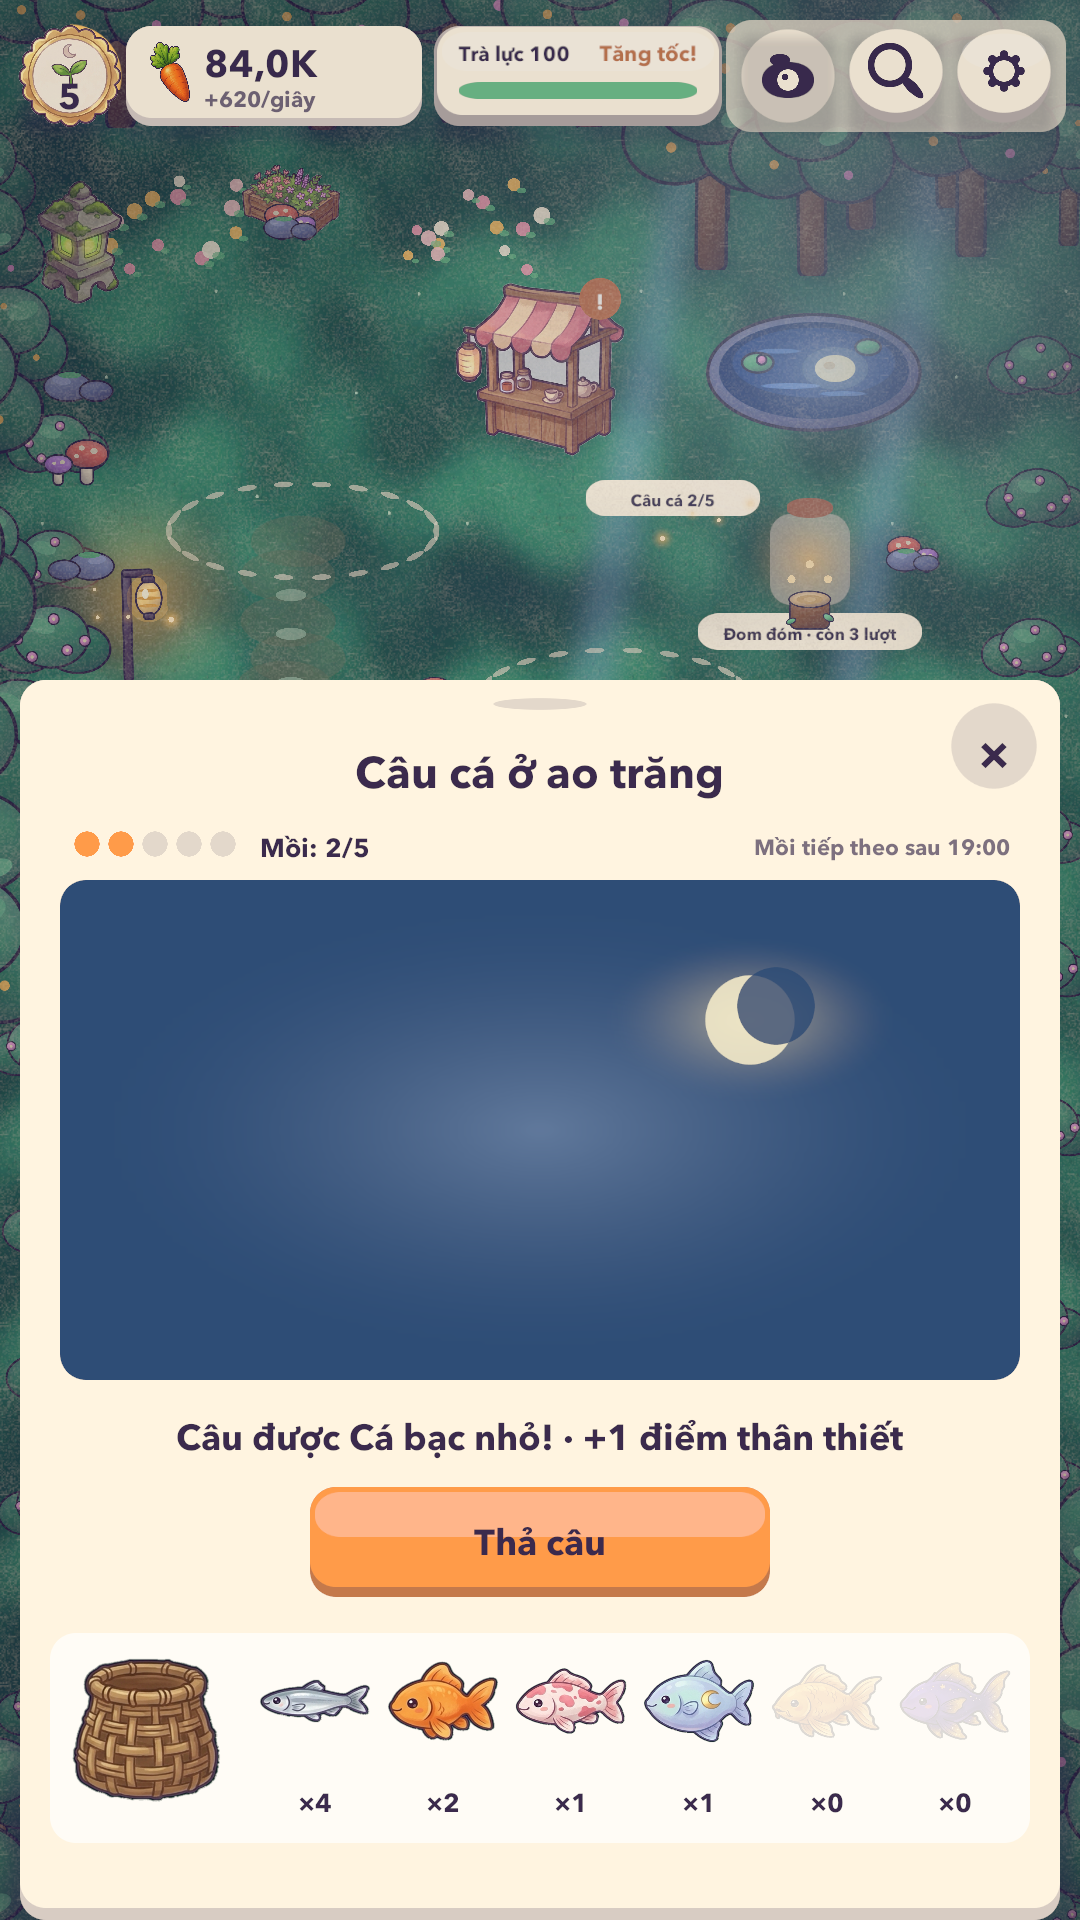 5
84,0K
+620/giây
Trà lực 100 Tăng tốc!
!
Câu cá 2/5
Đom đóm · còn 3 lượt
Câu cá ở ao trăng
Mồi: 2/5
Mồi tiếp theo sau 19:00
Câu được Cá bạc nhỏ! · +1 điểm thân thiết
Thả câu
×4 ×2 ×1 ×1 ×0 ×0